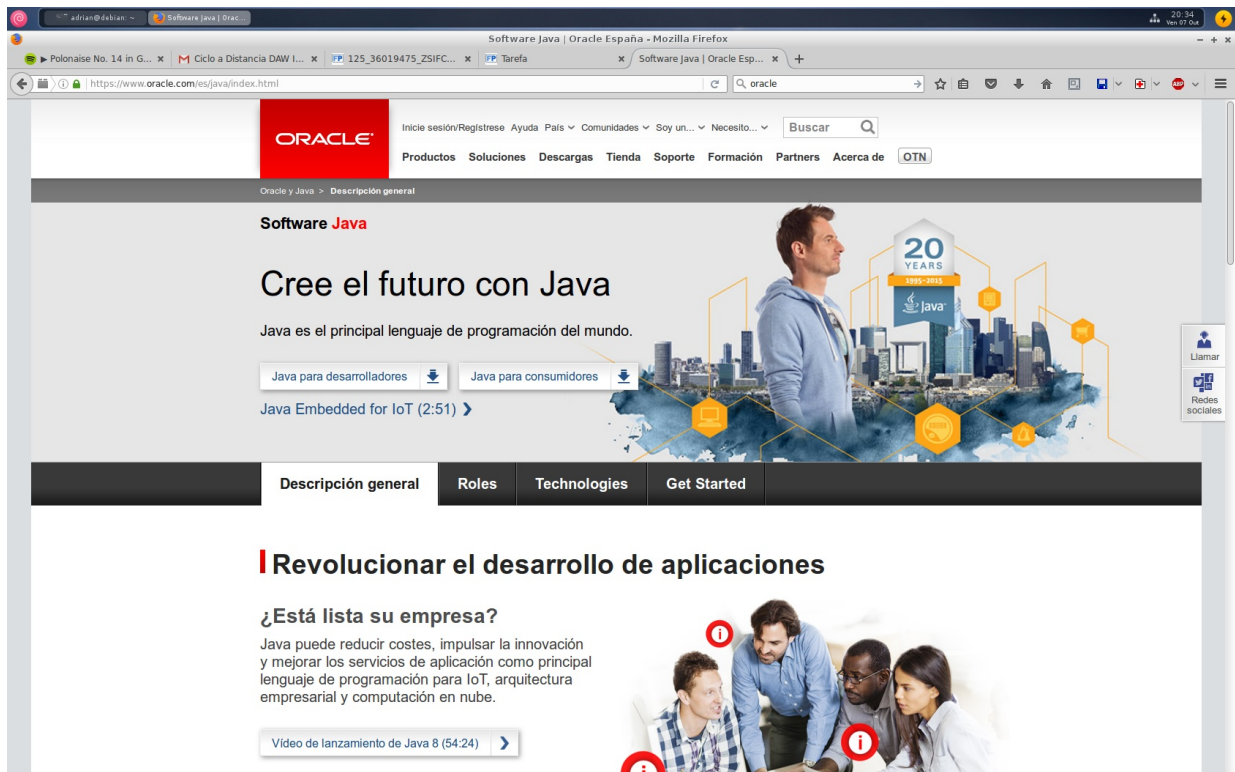 adrian@debian: ~
Software Java | Orac...
20:34
Ven 07 Out
Software Java | Oracle España - Mozilla Firefox
Polonaise No. 14 in G...
Ciclo a Distancia DAW I...
125_36019475_ZSIFC...
Tarefa
Software Java | Oracle Esp...
https://www.oracle.com/es/java/index.html
oracle
ABP
ORACLE
Inicie sesión/Regístrese Ayuda País Comunidades Soy un... Necesito... Buscar
Productos Soluciones Descargas Tienda Soporte Formación Partners Acerca de OTN
Oracle y Java > Descripción general
Software Java
20
YEARS
1995-2015
Java
Cree el futuro con Java
Java es el principal lenguaje de programación del mundo.
Java para desarrolladores
Java para consumidores
Java Embedded for IoT (2:51)
Llamar
Redes
sociales
Descripción general Roles Technologies Get Started
Revolucionar el desarrollo de aplicaciones
¿Está lista su empresa?
Java puede reducir costes, impulsar la innovación
y mejorar los servicios de aplicación como principal
lenguaje de programación para IoT, arquitectura
empresarial y computación en nube.
Vídeo de lanzamiento de Java 8 (54:24)